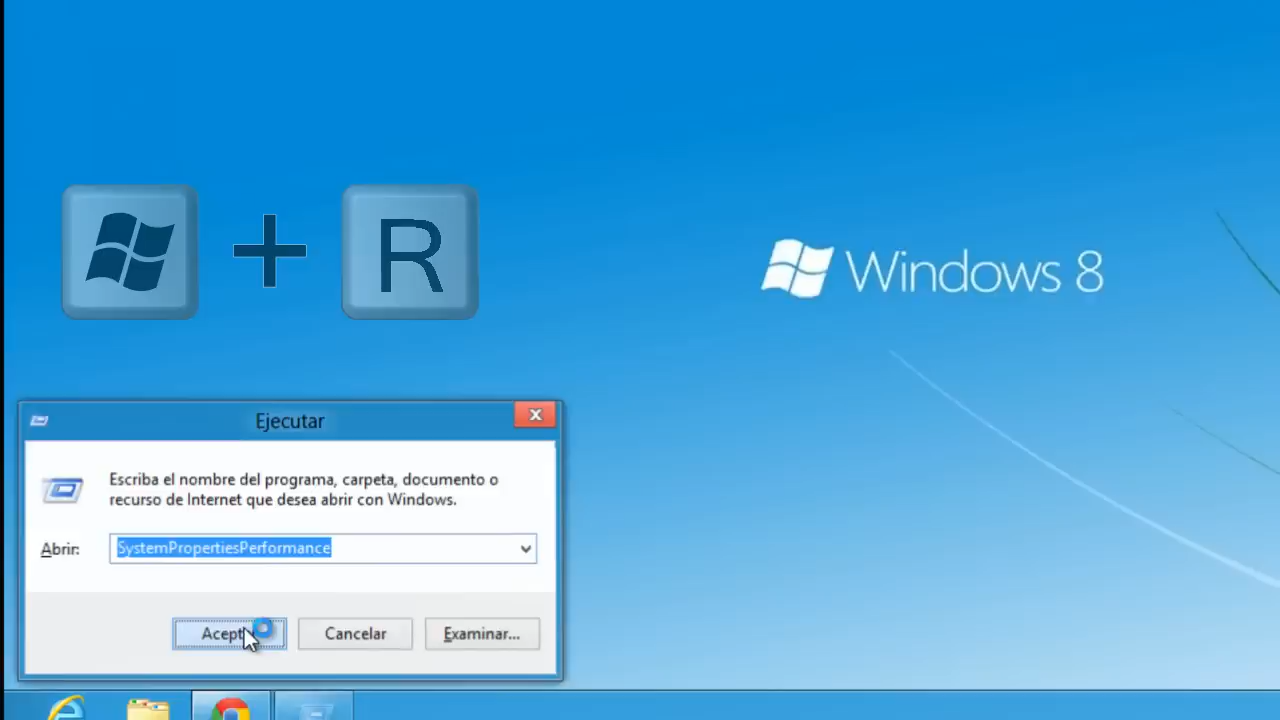 R
Windows 8
Ejecutar
Escriba el nombre del programa, carpeta, documento o
recurso de Internet que desea abrir con Windows.
Abrir:
SystemPropertiesPerformance
Cancelar
Examinar...